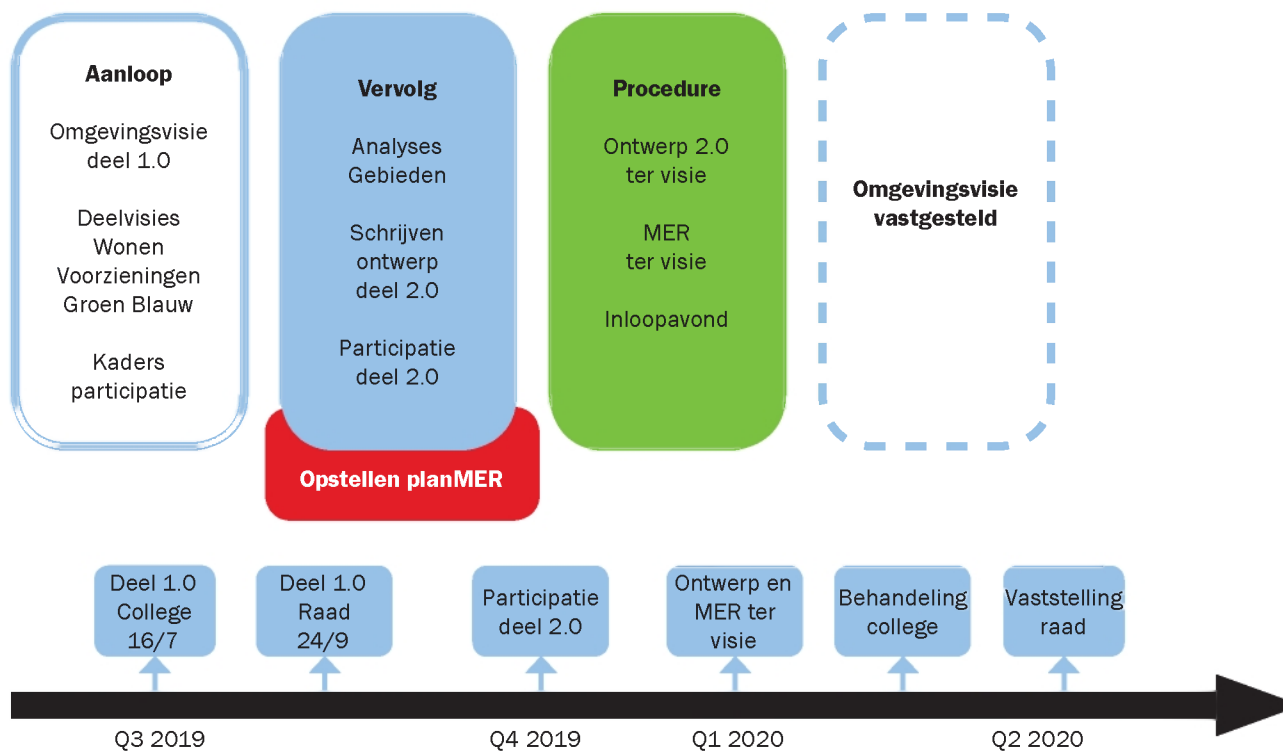 Aanloop
Omgevingsvisie
deel 1.0
Deelvisies
Wonen
Voorzieningen
Groen Blauw
Kaders
participatie
Vervolg
Analyses
Gebieden
Schrijven
ontwerp
deel 2.0
Participatie
deel 2.0
Opstellen planMER
Procedure
Ontwerp 2.0
ter visie
MER
ter visie
Inloopavond
Omgevingsvisie
vastgesteld
Deel 1.0
College
16/7
Deel 1.0
Raad
24/9
Participatie
deel 2.0
Ontwerp en
MER ter
visie
Behandeling
college
Vaststelling
raad
Q3 2019
Q4 2019
Q1 2020
Q2 2020